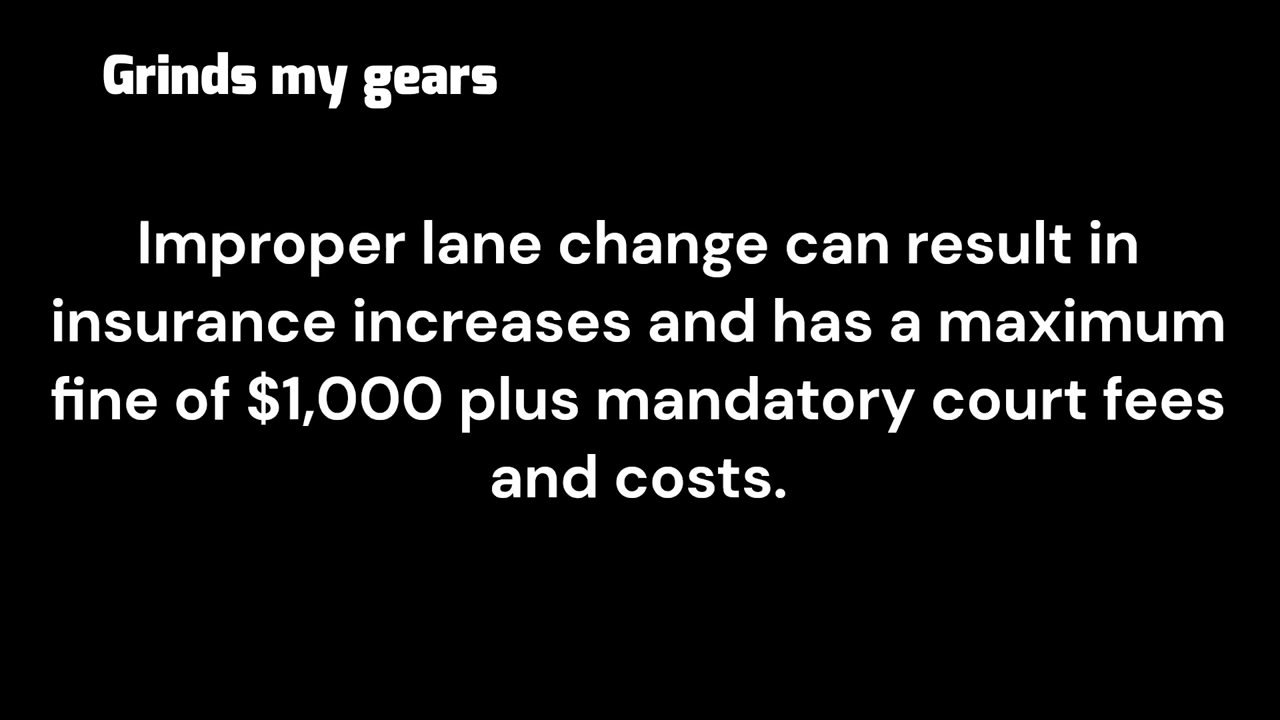 Grinds my gears
Improper lane change can result in
insurance increases and has a maximum
fine of $1,000 plus mandatory court fees
and costs.